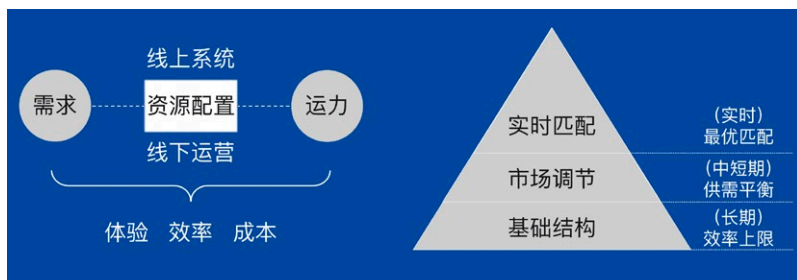 线上系统
需求
资源配置
运力
线下运营
体验 效率 成本
实时匹配
(实时)
最优匹配
市场调节
(中短期)
供需平衡
基础结构
(长期)
效率上限